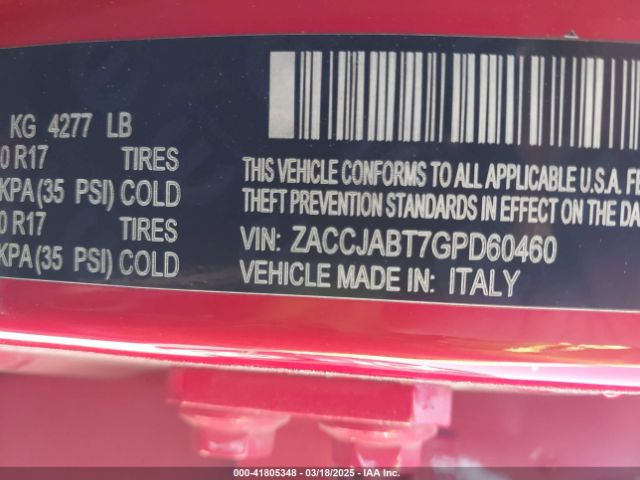 KG 4277 LB
0 R17 TIRES
KPA(35 PSI) COLD
0 R17 TIRES
KPA(35 PSI) COLD
THIS VEHICLE CONFORMS TO ALL APPLICABLE U.S.A. FE
THEFT PREVENTION STANDARDS IN EFFECT ON THE DA
VIN: ZACCJABT7GPD60460
VEHICLE MADE IN: ITALY
000-41805348 — 03/18/2025 — IAA Inc.